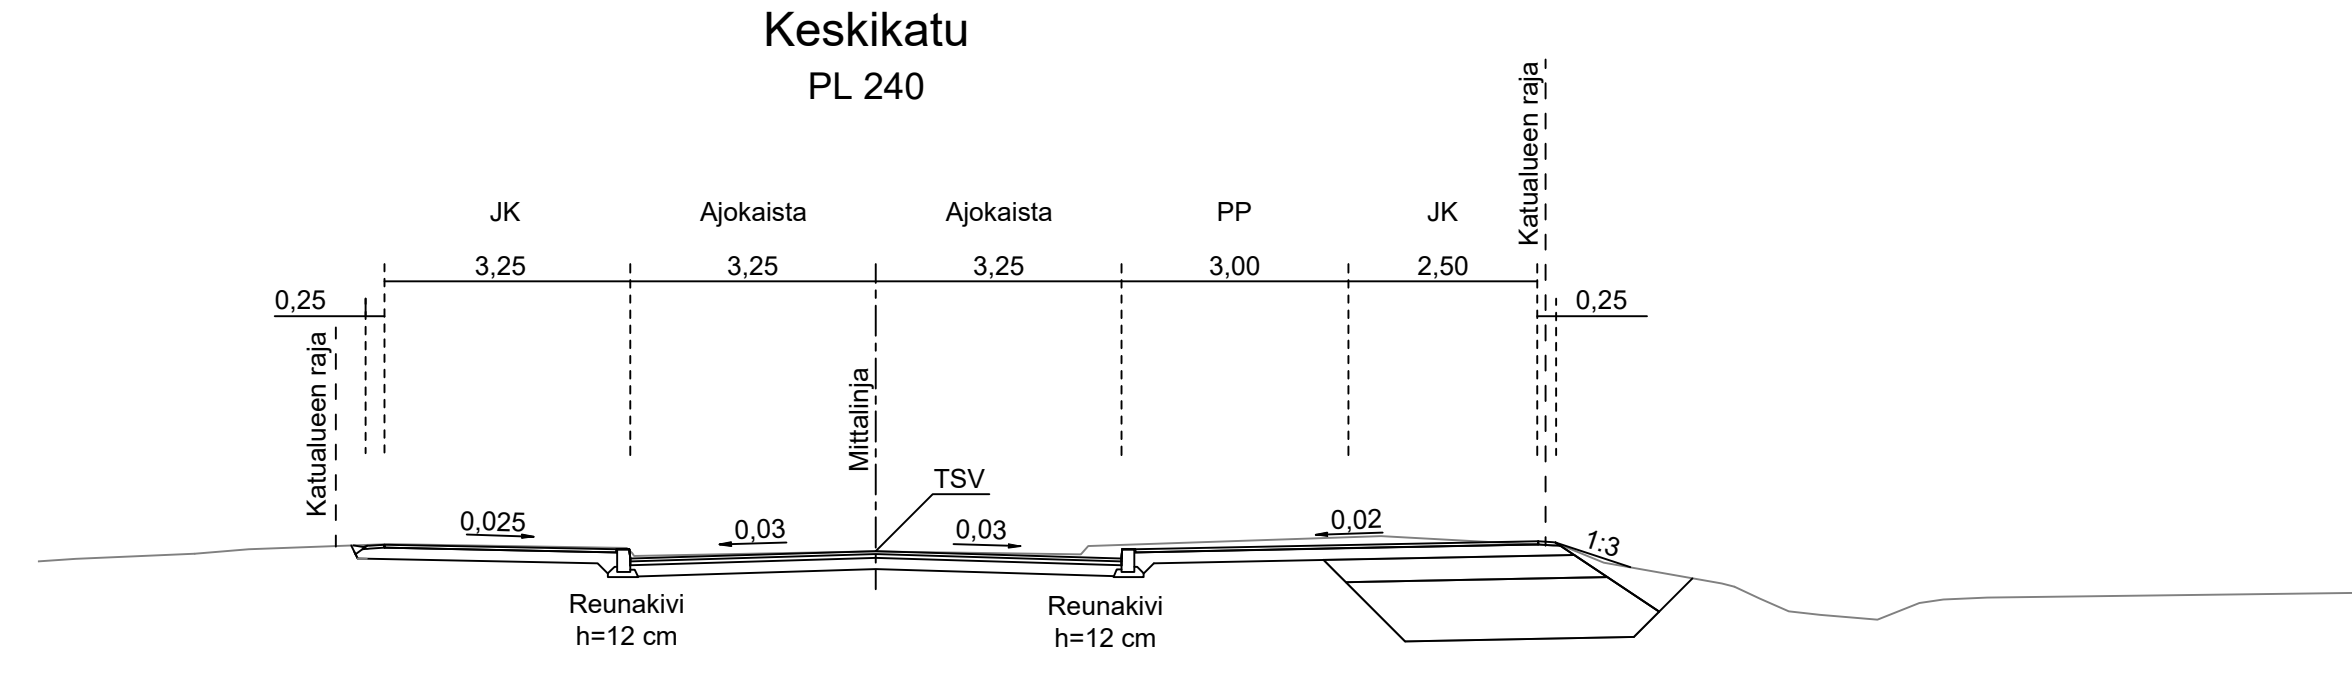 Keskikatu
PL 240
Katualueen raja
JK
Ajokaista
Ajokaista
PP
JK
3,25
3,25
3,25
3,00
2,50
0,25
0,25
Katualueen raja
Mittalinja
TSV
0,025
0,03
0,03
0,02
1:3
Reunakivi
h=12 cm
Reunakivi
h=12 cm